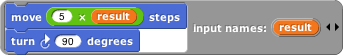 move 5 × result steps
turn ↻ 90 degrees
input names: result